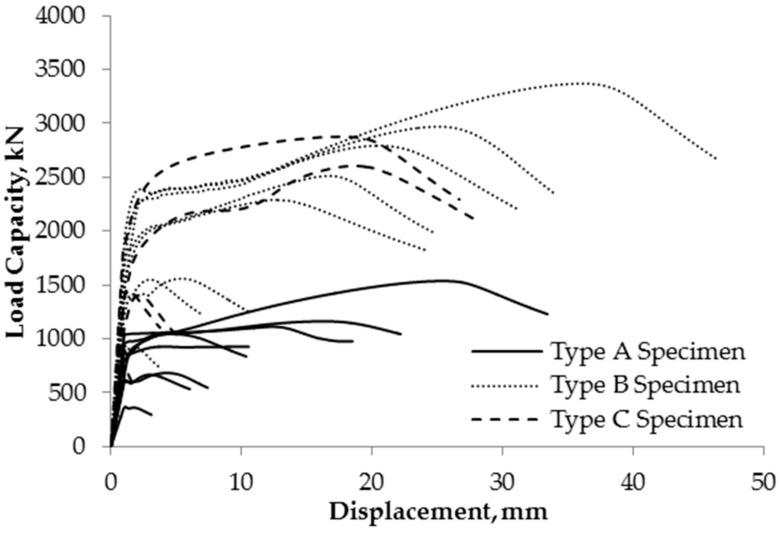 4000
3500
3000
2500
2000
1500
1000
500
0
Load Capacity, kN
Type A Specimen
Type B Specimen
Type C Specimen
0 10 20 30 40 50
Displacement, mm